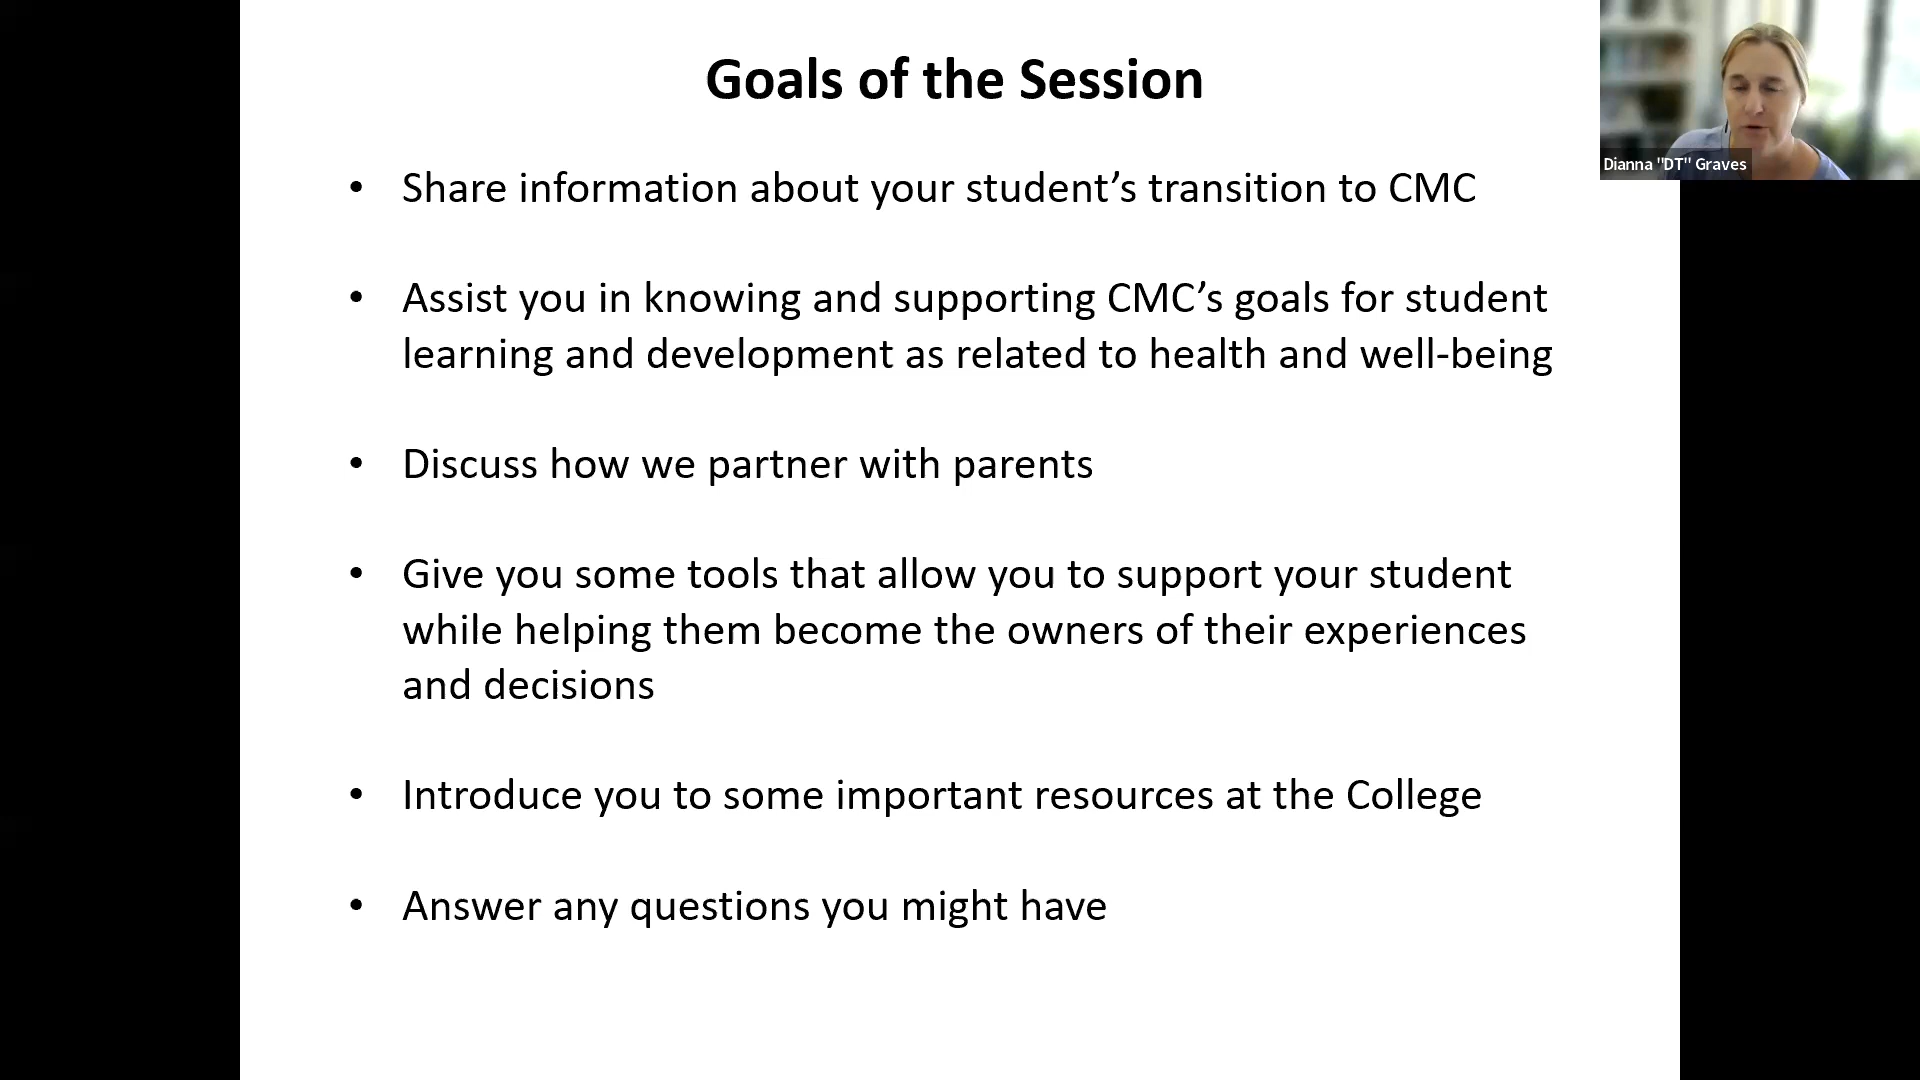 Goals of the Session
Dianna "DT" Graves
• Share information about your student’s transition to CMC
• Assist you in knowing and supporting CMC’s goals for student
learning and development as related to health and well-being
• Discuss how we partner with parents
• Give you some tools that allow you to support your student
while helping them become the owners of their experiences
and decisions
• Introduce you to some important resources at the College
• Answer any questions you might have